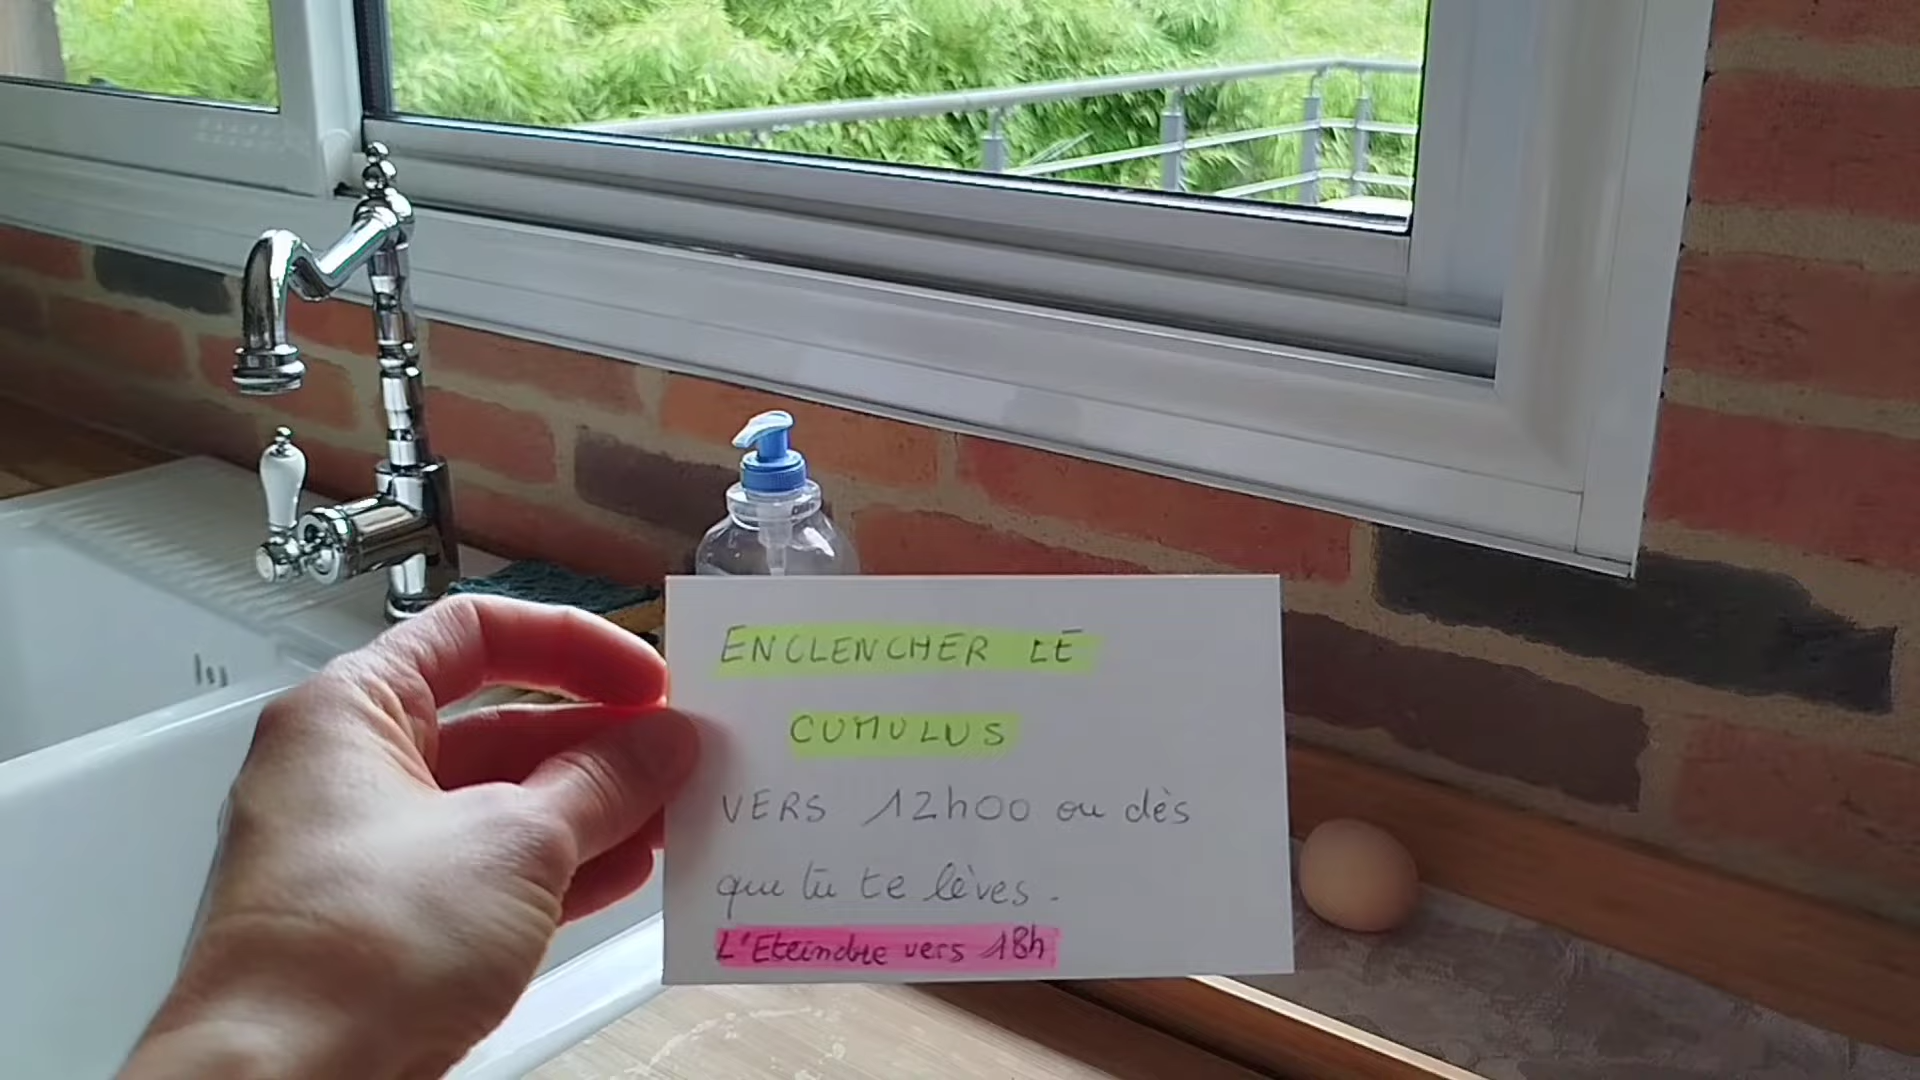 ENCLENCHER LE
CUMULUS
VERS 12h00 ou dès
que tu te lèves.
L'Eteindre vers 18h